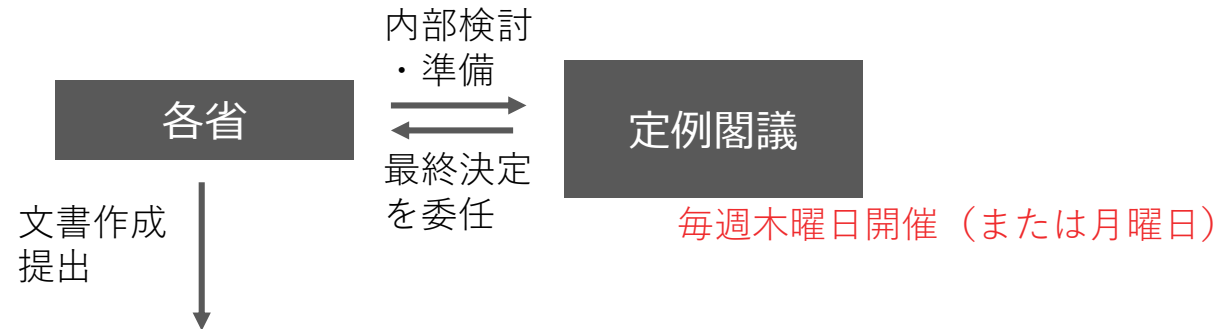 内部検討
・準備
各省
定例閣議
最終決定
を委任
文書作成
提出
毎週木曜日開催（または月曜日）